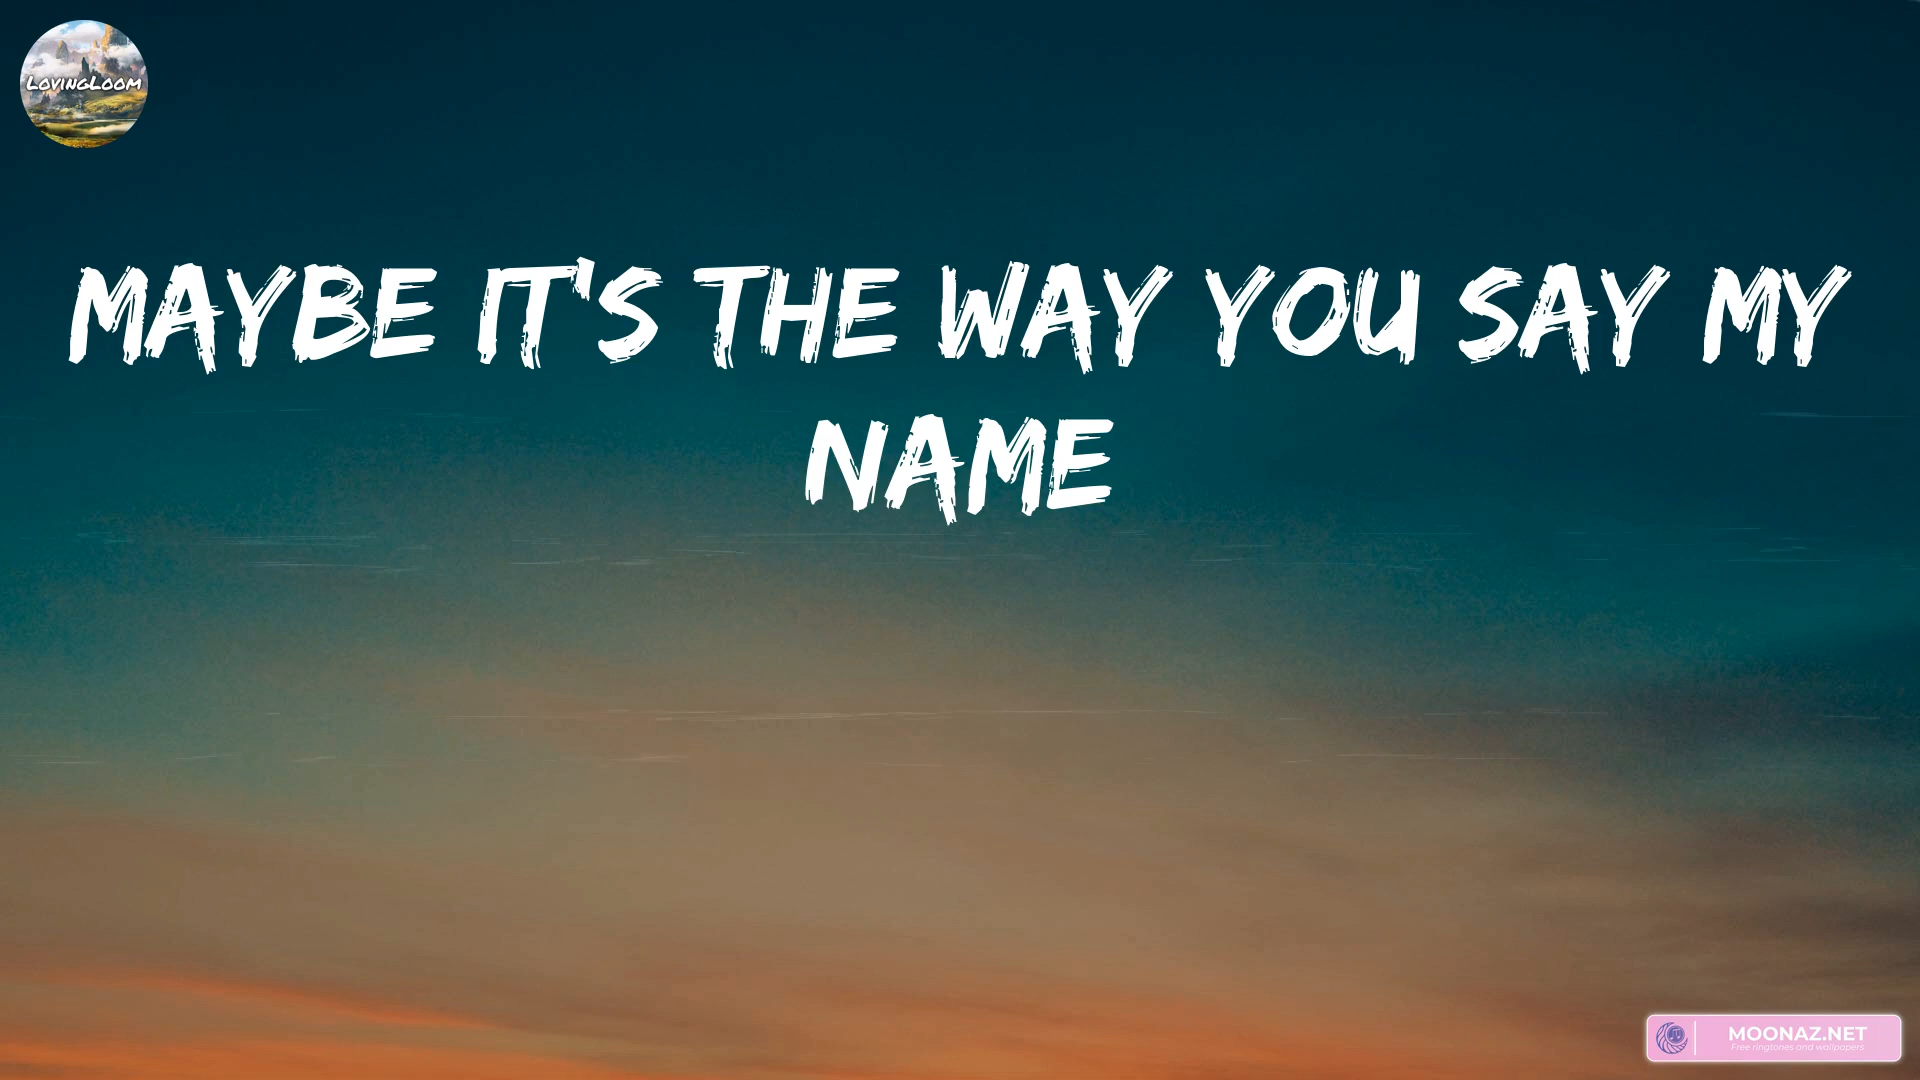 LovingLoom
MAYBE IT'S THE WAY YOU SAY MY
NAME
MOONAZ.NET
Free ringtones and wallpapers